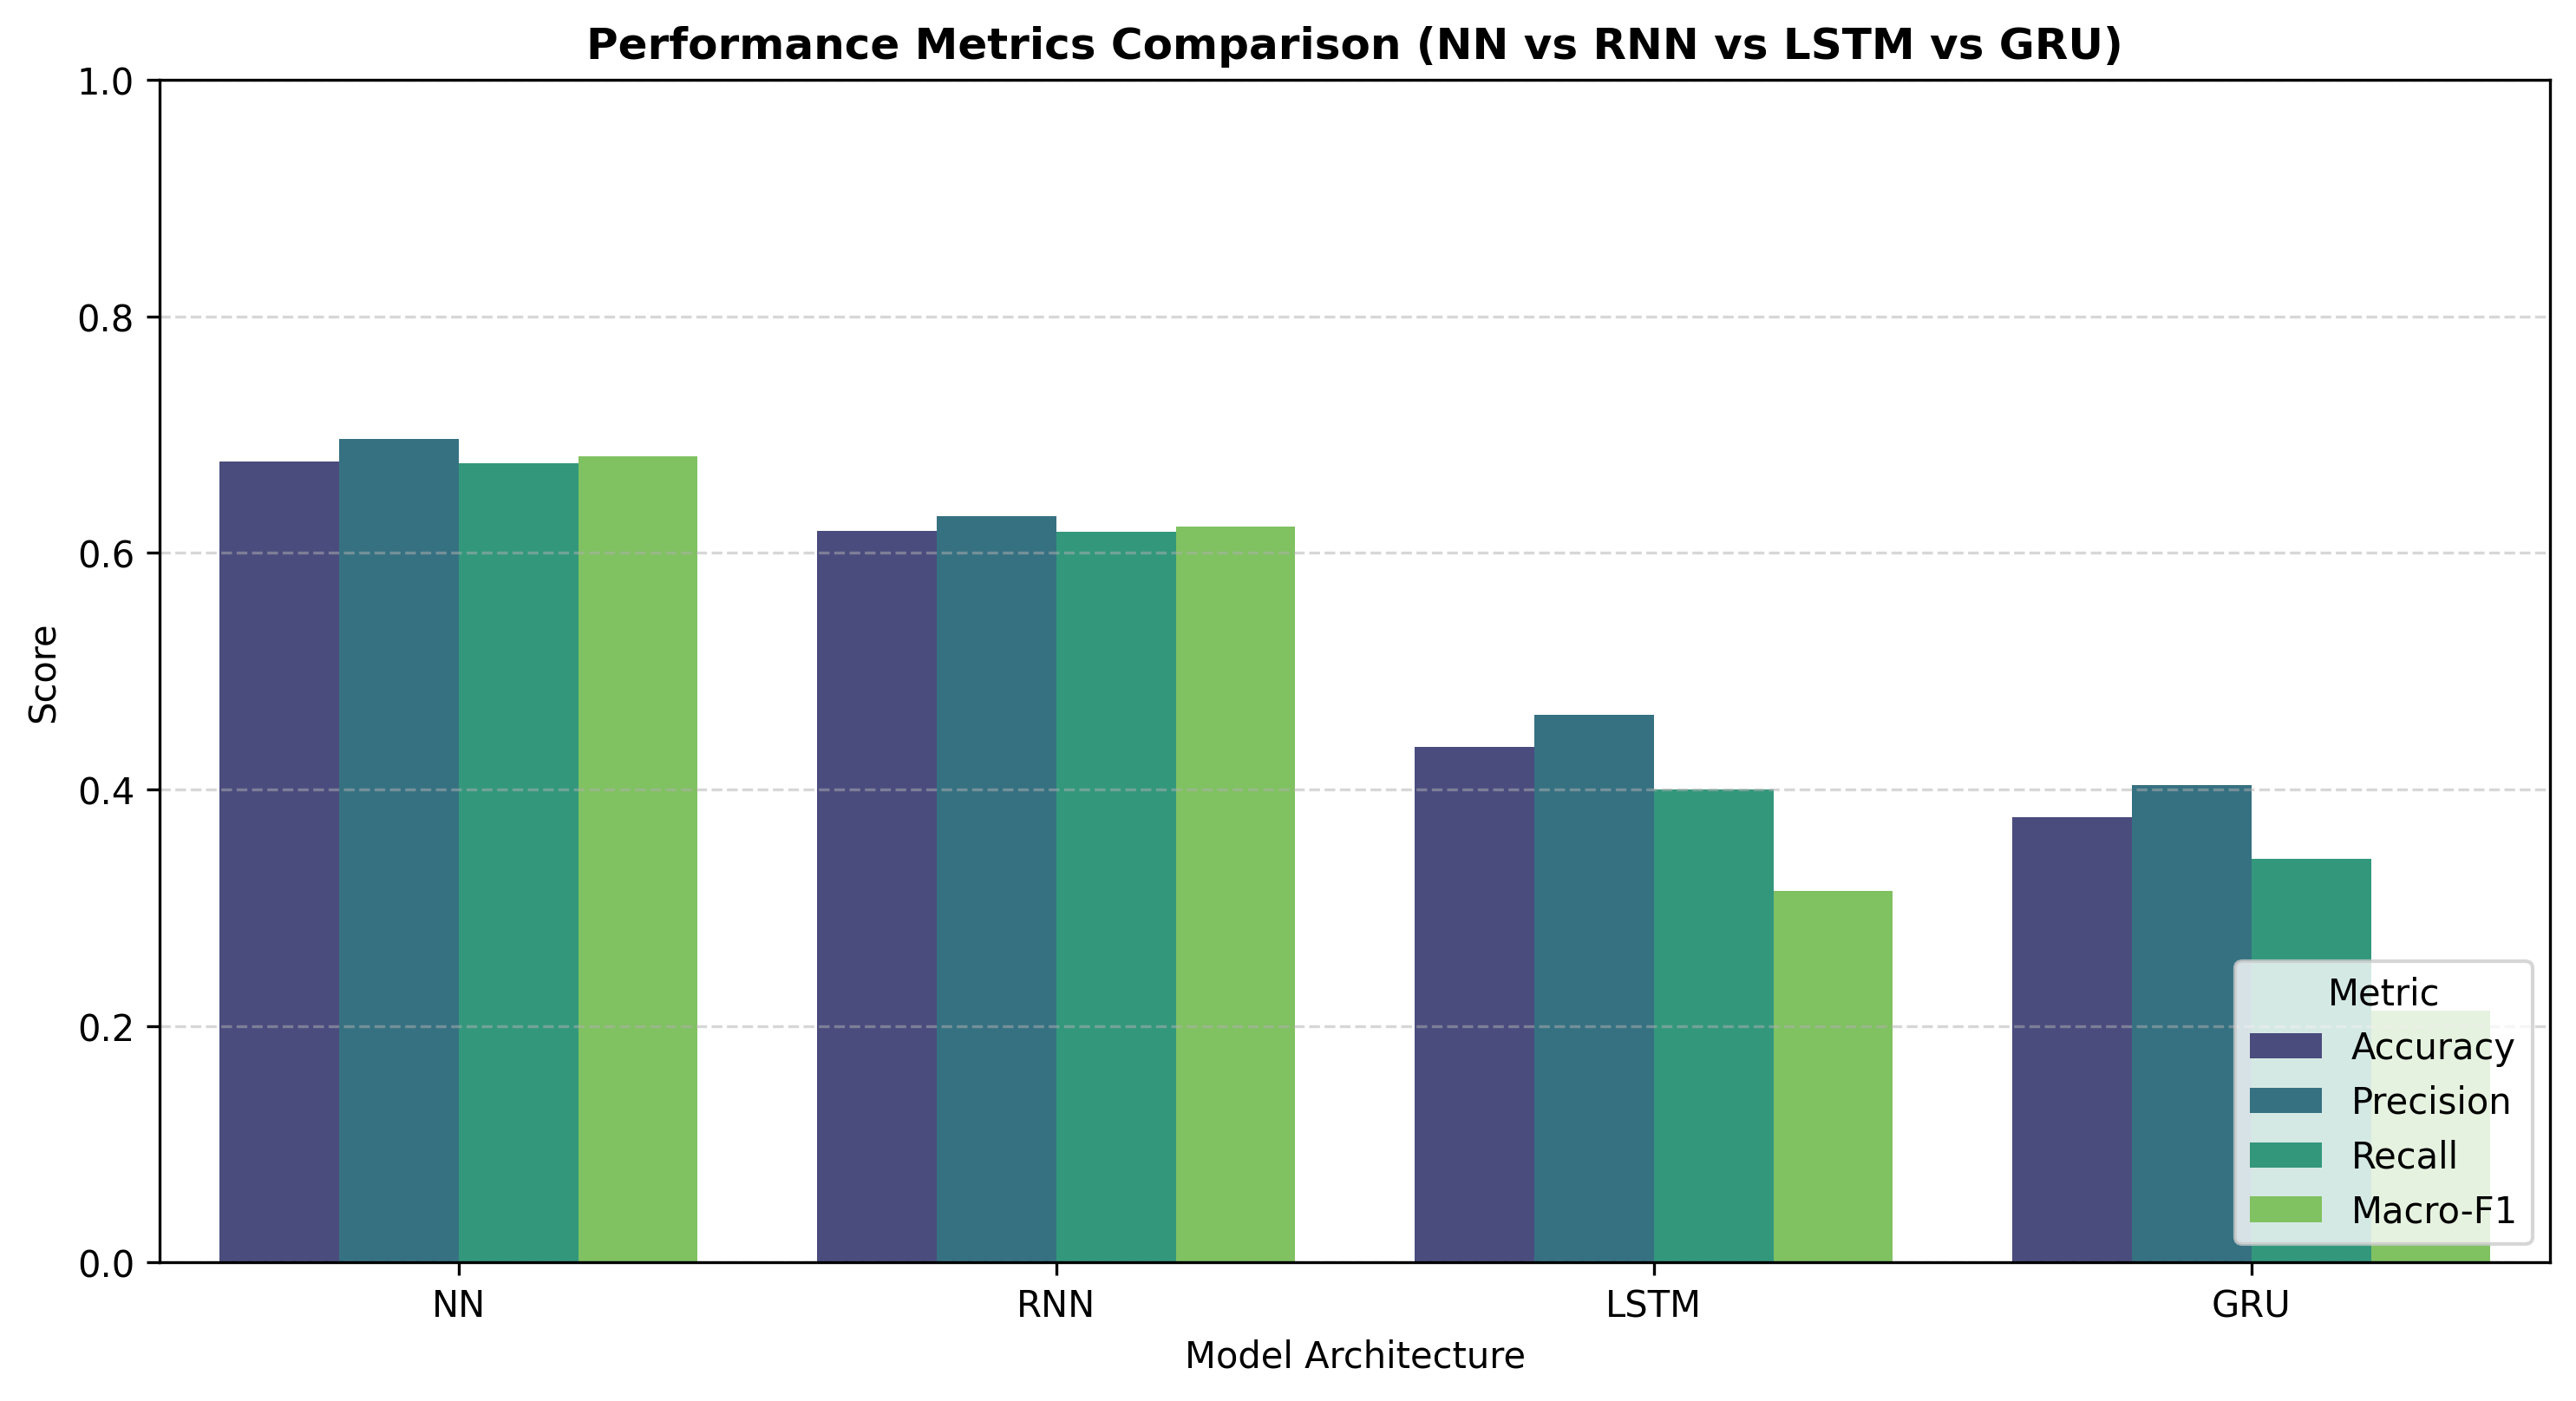 Performance Metrics Comparison (NN vs RNN vs LSTM vs GRU)
1.0
0.8
0.6
0.4
0.2
0.0
Score
NN
RNN
LSTM
GRU
Model Architecture
Metric
Accuracy
Precision
Recall
Macro-F1